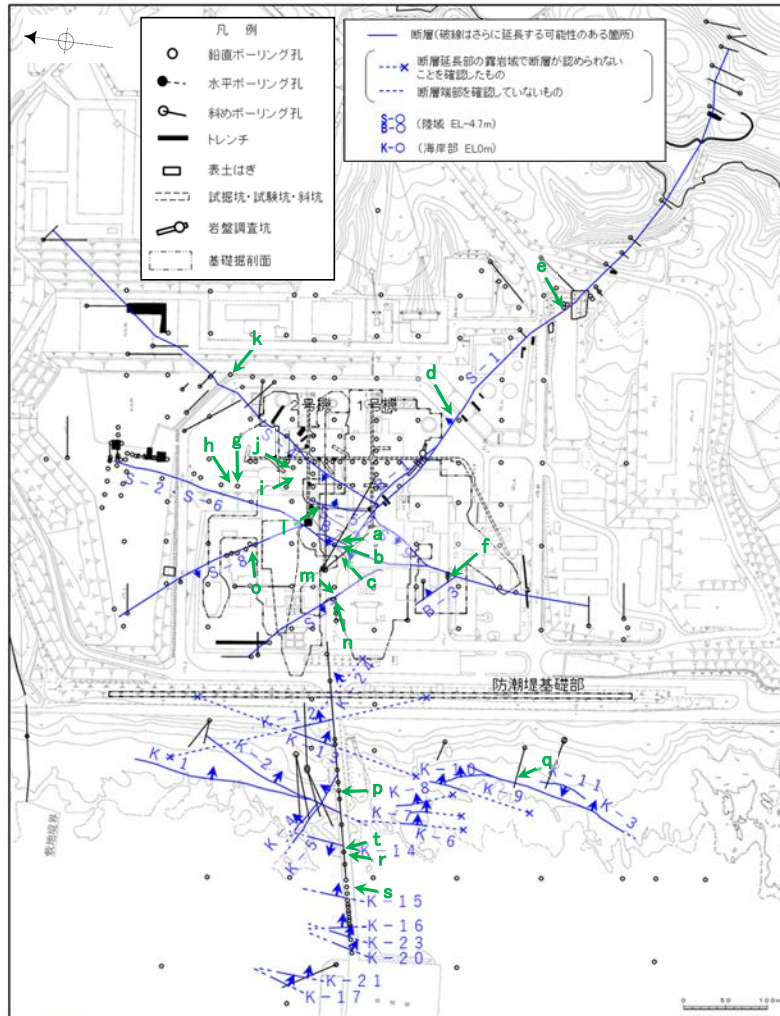 凡 例
鉛直ボーリング孔
水平ボーリング孔
斜めボーリング孔
トレンチ
表土はぎ
試掘坑・試験坑・斜坑
岩盤調査坑
基礎掘削面
断層(破線はさらに延長する可能性のある箇所)
断層延長部の露岩域で断層が認められない
ことを確認したもの
断層端部を確認していないもの
S-○
B-○
(陸域 EL-4.7m)
K-○
(海岸部 EL0m)
e
k
d
S-1
2号機
1号機
h
g
j
i
S-2・S-6
l
a
b
c
f
S-8
o
m
n
B-3
K-24
防潮堤基礎部
K-12
K-13
K-1
K-2
K-10
q
K-11
p
K-8
K-9
K-3
K-7
K-6
K-4
K-5
t
K-14
r
s
K-15
K-16
K-23
K-20
K-21
K-17
敷地境界
0
50
100m